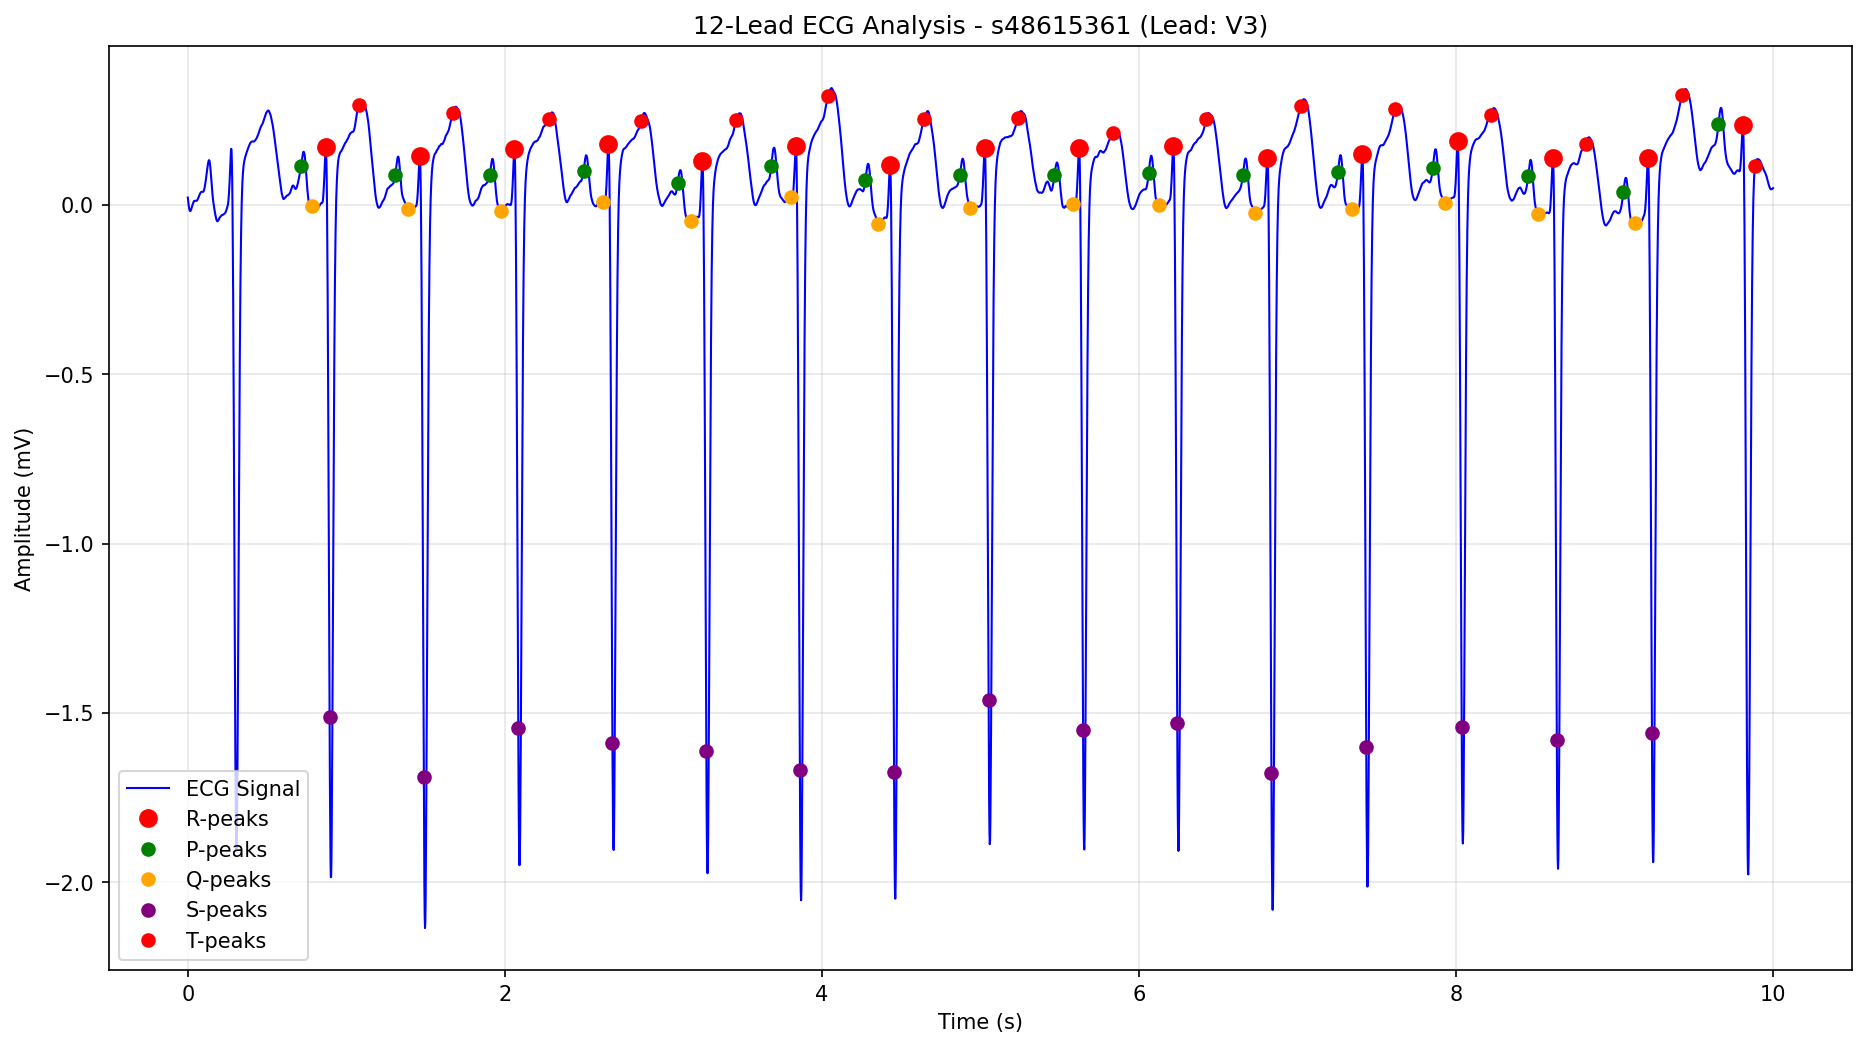 12-Lead ECG Analysis - s48615361 (Lead: V3)
Amplitude (mV)
0.0
−0.5
−1.0
−1.5
−2.0
ECG Signal
R-peaks
P-peaks
Q-peaks
S-peaks
T-peaks
0 2 4 6 8 10
Time (s)